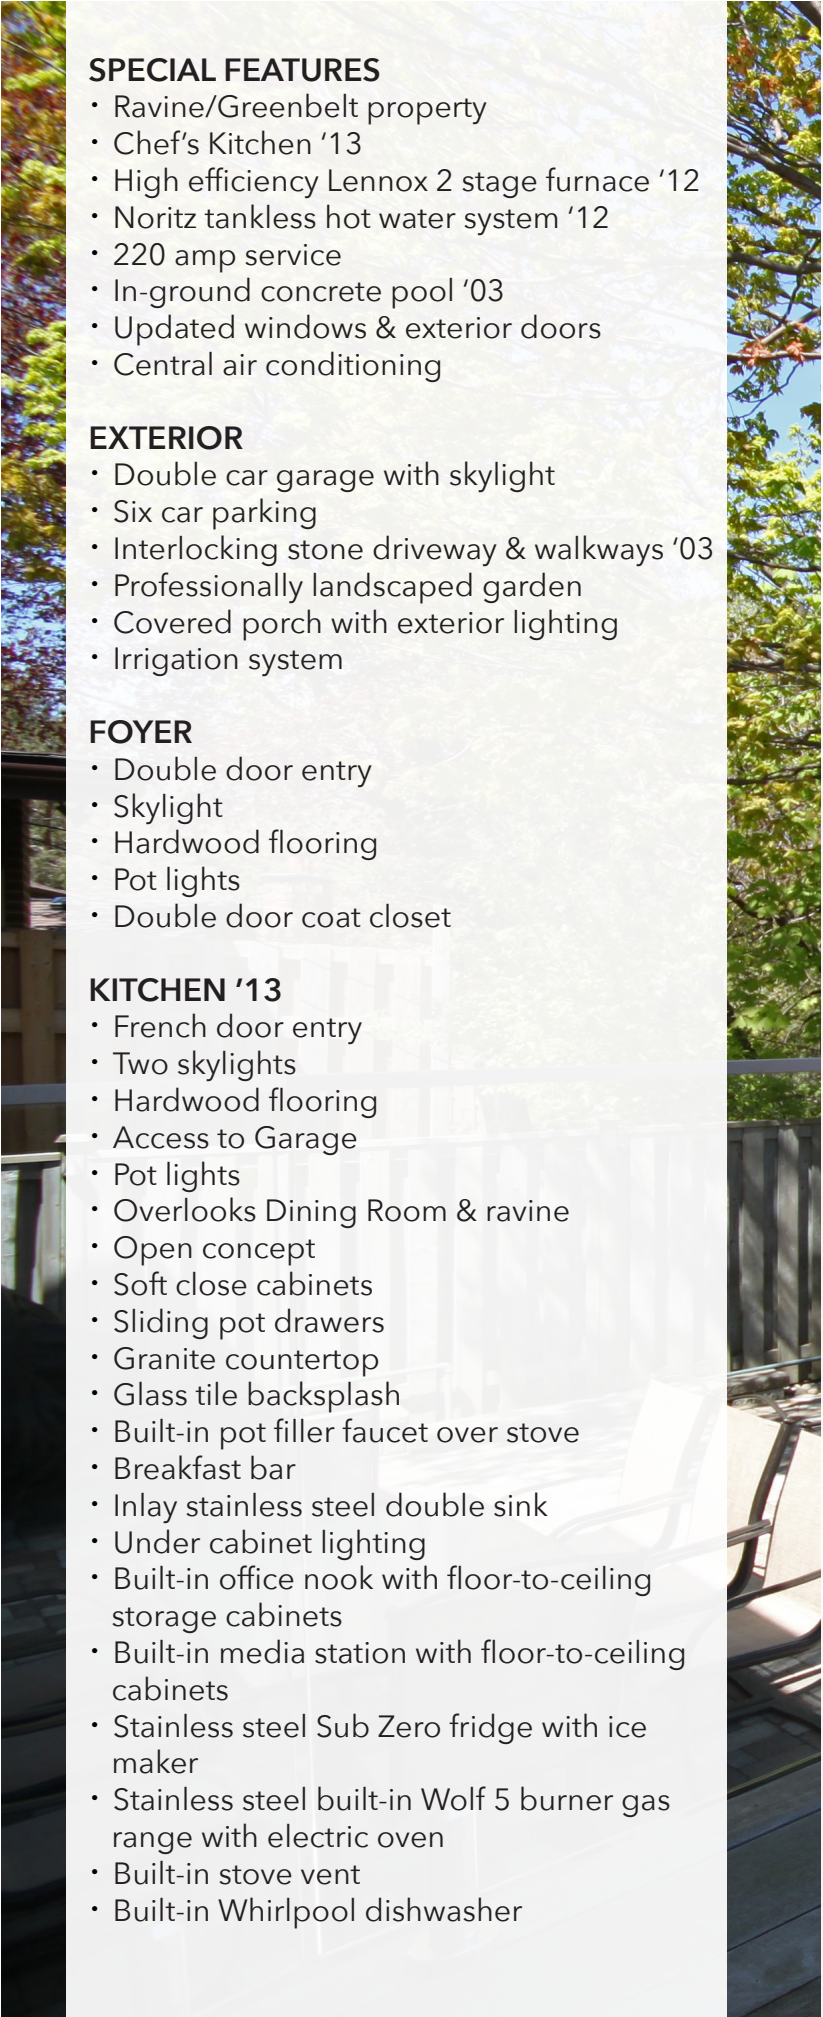 SPECIAL FEATURES
• Ravine/Greenbelt property
• Chef’s Kitchen ‘13
• High efficiency Lennox 2 stage furnace ‘12
• Noritz tankless hot water system ‘12
• 220 amp service
• In-ground concrete pool ‘03
• Updated windows & exterior doors
• Central air conditioning
EXTERIOR
• Double car garage with skylight
• Six car parking
• Interlocking stone driveway & walkways ‘03
• Professionally landscaped garden
• Covered porch with exterior lighting
• Irrigation system
FOYER
• Double door entry
• Skylight
• Hardwood flooring
• Pot lights
• Double door coat closet
KITCHEN ’13
• French door entry
• Two skylights
• Hardwood flooring
• Access to Garage
• Pot lights
• Overlooks Dining Room & ravine
• Open concept
• Soft close cabinets
• Sliding pot drawers
• Granite countertop
• Glass tile backsplash
• Built-in pot filler faucet over stove
• Breakfast bar
• Inlay stainless steel double sink
• Under cabinet lighting
• Built-in office nook with floor-to-ceiling
storage cabinets
• Built-in media station with floor-to-ceiling
cabinets
• Stainless steel Sub Zero fridge with ice
maker
• Stainless steel built-in Wolf 5 burner gas
range with electric oven
• Built-in stove vent
• Built-in Whirlpool dishwasher